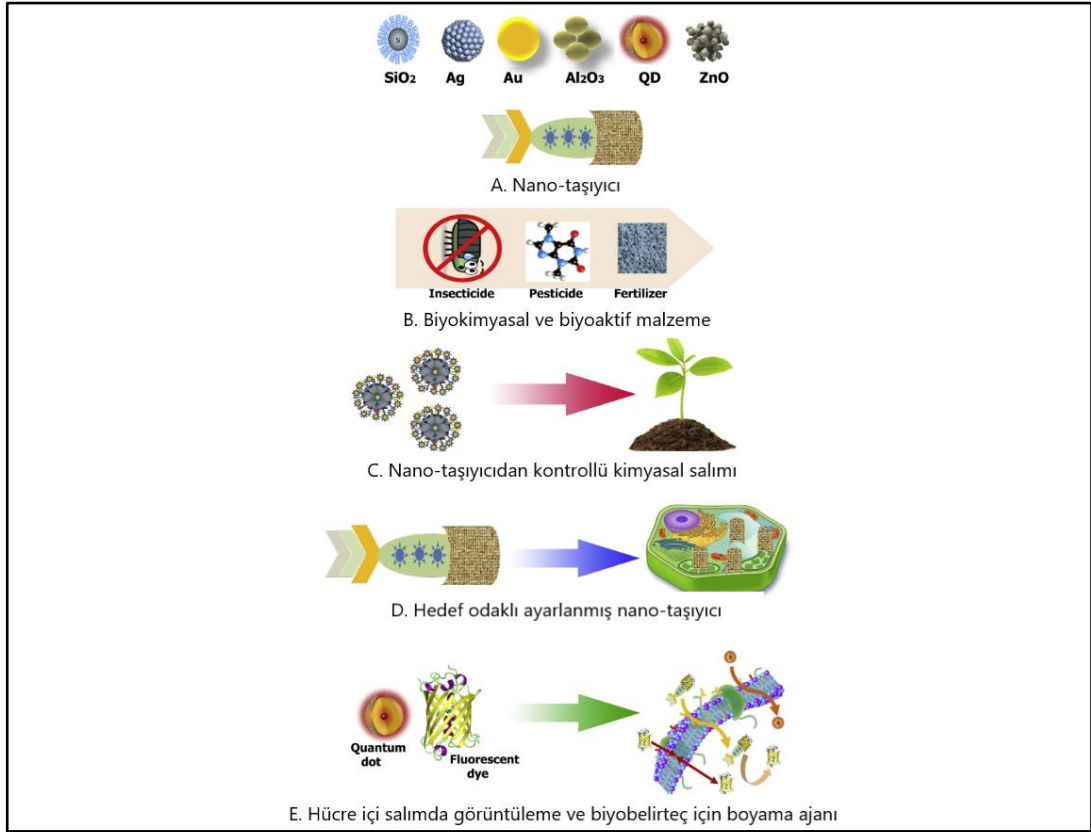 Si
SiO₂ Ag Au Al₂O₃ QD ZnO
A. Nano-taşıyıcı
Insecticide Pesticide Fertilizer
B. Biyokimyasal ve biyoaktif malzeme
C. Nano-taşıyıcıdan kontrollü kimyasal salımı
D. Hedef odaklı ayarlanmış nano-taşıyıcı
Quantum
dot
Fluorescent
dye
E. Hücre içi salımda görüntüleme ve biyobelirteç için boyama ajanı